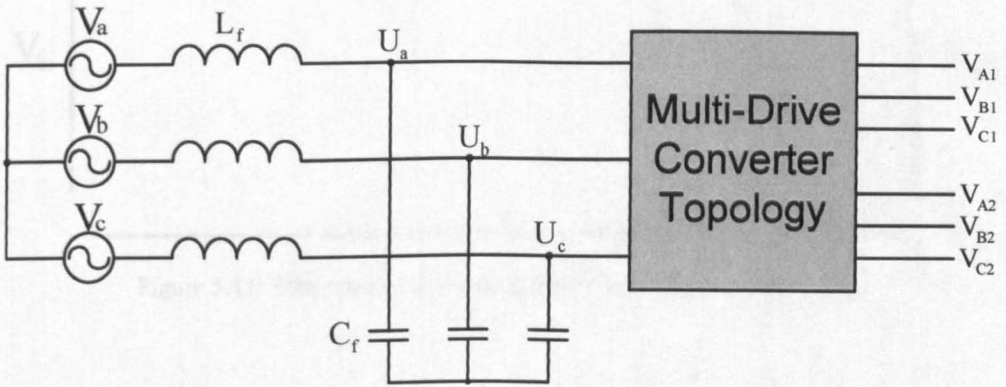 Va
Lf
Ua
Vb
Ub
Vc
Uc
Cf
Multi-Drive
Converter
Topology
VA1
VB1
VC1
VA2
VB2
VC2